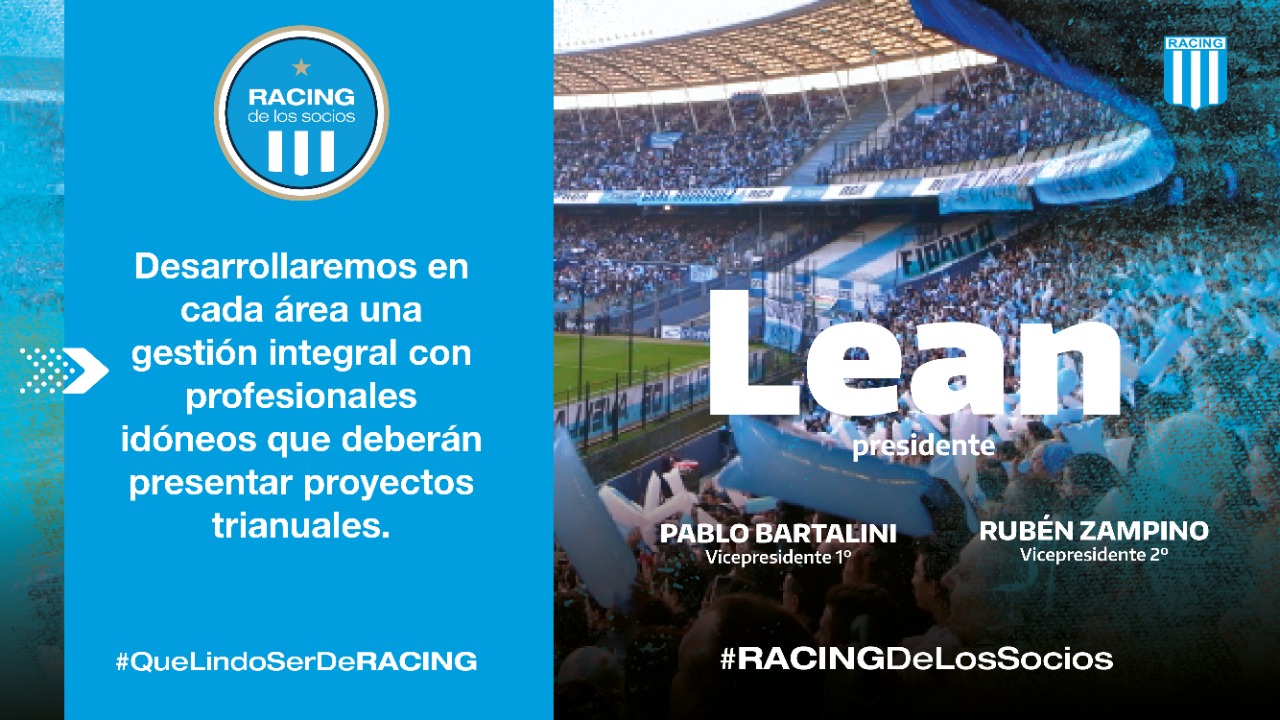 RACING
de los socios
Desarrollaremos en
cada área una
gestión integral con
profesionales
idóneos que deberán
presentar proyectos
trianuales.
#QueLindoSerDeRACING
RACING
FIORITO
Lean
presidente
PABLO BARTALINI
Vicepresidente 1º
RUBÉN ZAMPINO
Vicepresidente 2º
#RACINGDeLosSocios